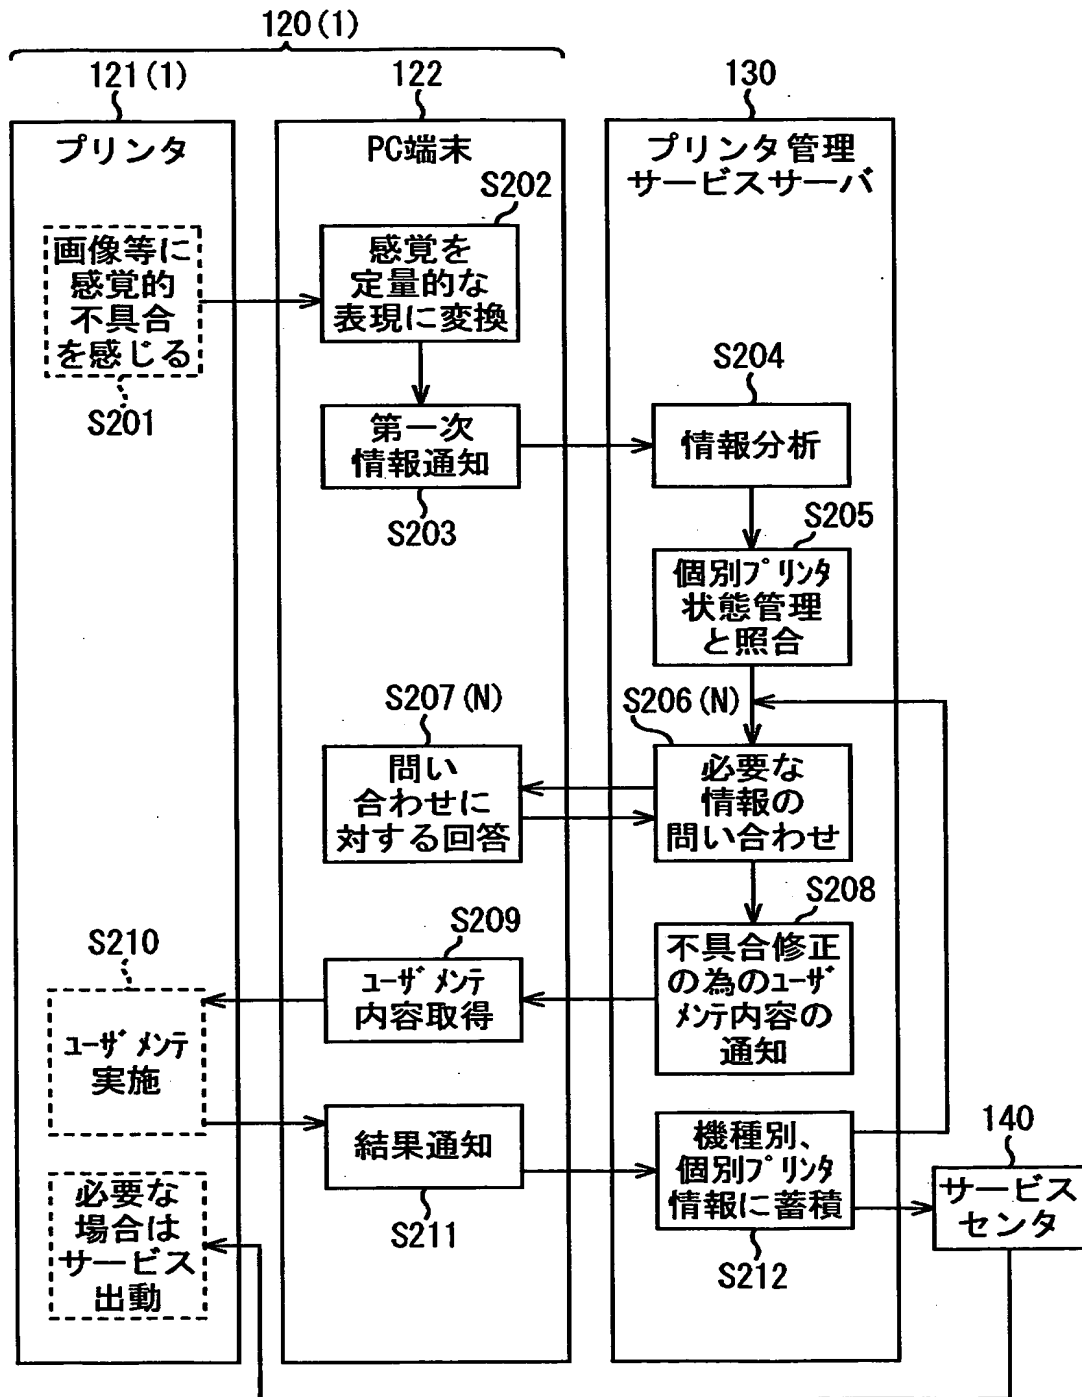 120(1)
121(1)
122
130
プリンタ
PC端末
プリンタ管理
サービスサーバ
S202
画像等に
感覚的
不具合
を感じる
S201
感覚を
定量的な
表現に変換
第一次
情報通知
S203
S204
情報分析
S205
個別プリンタ
状態管理
と照合
S207(N)
問い
合わせに
対する回答
S206(N)
必要な
情報の
問い合わせ
S208
不具合修正
の為のユーザ
メンテ内容の
通知
S209
ユーザメンテ
内容取得
S210
ユーザメンテ
実施
結果通知
S211
機種別、
個別プリンタ
情報に蓄積
S212
140
サービス
センタ
必要な
場合は
サービス
出動